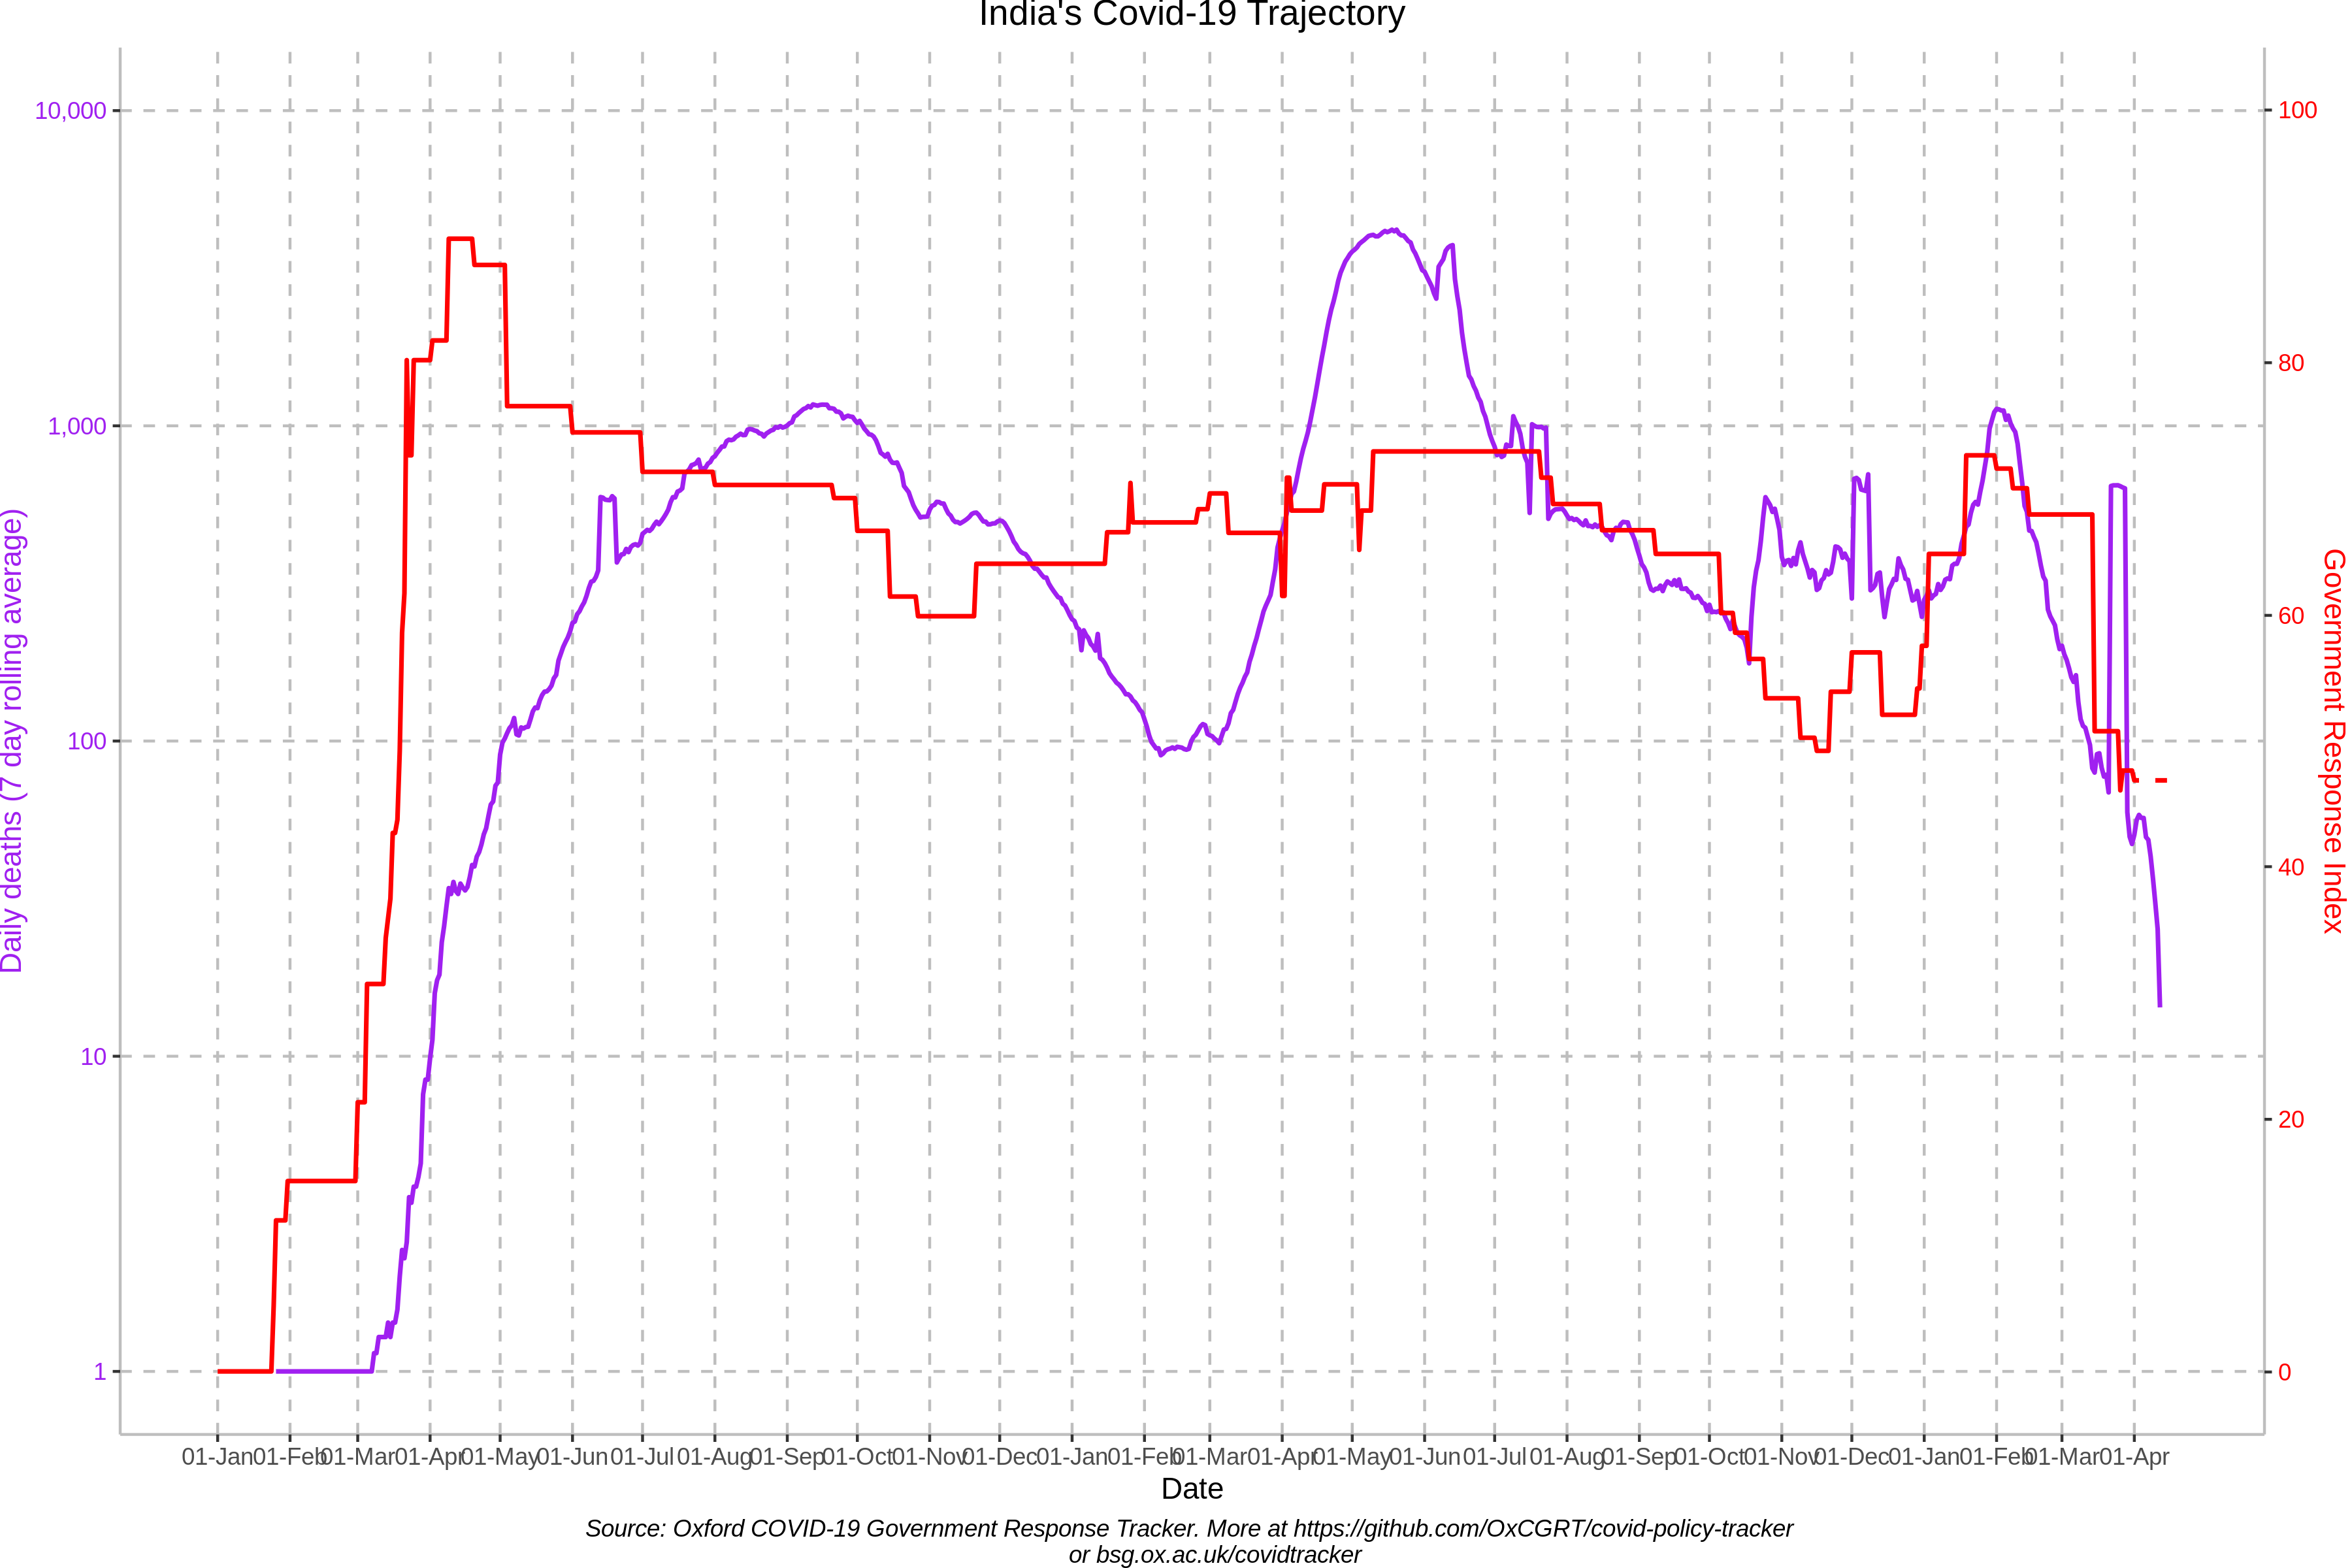 India's Covid-19 Trajectory
10,000
1,000
100
10
1
Daily deaths (7 day rolling average)
100
80
60
40
20
0
Government Response Index
01-Jan 01-Feb 01-Mar 01-Apr 01-May 01-Jun 01-Jul 01-Aug 01-Sep 01-Oct 01-Nov 01-Dec 01-Jan 01-Feb 01-Mar 01-Apr 01-May 01-Jun 01-Jul 01-Aug 01-Sep 01-Oct 01-Nov 01-Dec 01-Jan 01-Feb 01-Mar 01-Apr
Date
Source: Oxford COVID-19 Government Response Tracker. More at https://github.com/OxCGRT/covid-policy-tracker
or bsg.ox.ac.uk/covidtracker